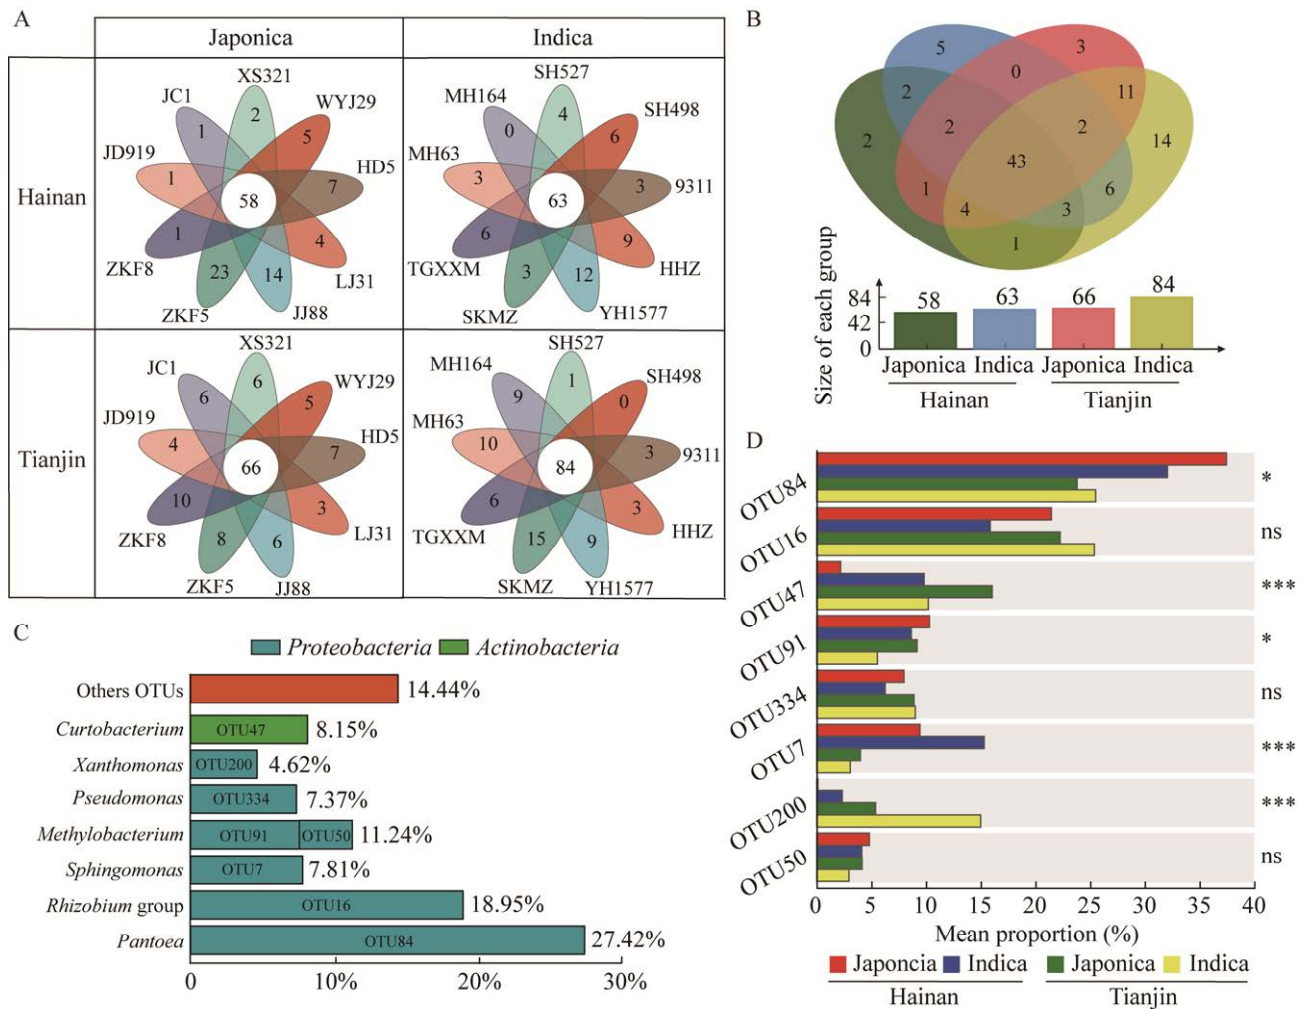 A
Japonica
Indica
Hainan
XS321
JC1
WYJ29
JD919
HD5
ZKF8
LJ31
ZKF5
JJ88
2
1
5
1
7
58
1
4
23
14
SH527
MH164
SH498
MH63
9311
TGXXM
HHZ
SKMZ
YH1577
4
0
6
3
3
63
6
9
3
12
Tianjin
XS321
JC1
WYJ29
JD919
HD5
ZKF8
LJ31
ZKF5
JJ88
6
6
5
4
7
66
10
3
8
6
SH527
MH164
SH498
MH63
9311
TGXXM
HHZ
SKMZ
YH1577
1
9
0
10
3
84
6
3
15
9
B
5
3
0
2
11
2
2
2
14
43
1
4
3
6
1
Size of each group
84
42
0
58
63
66
84
Japonica Indica Japonica Indica
Hainan Tianjin
C
Proteobacteria Actinobacteria
Others OTUs 14.44%
Curtobacterium OTU47 8.15%
Xanthomonas OTU200 4.62%
Pseudomonas OTU334 7.37%
Methylobacterium OTU91 OTU50 11.24%
Sphingomonas OTU7 7.81%
Rhizobium group OTU16 18.95%
Pantoea OTU84 27.42%
0 10% 20% 30%
D
OTU84 *
OTU16 ns
OTU47 ***
OTU91 *
OTU334 ns
OTU7 ***
OTU200 ***
OTU50 ns
0 5 10 15 20 25 30 35 40
Mean proportion (%)
Japoncia Indica Japonica Indica
Hainan Tianjin